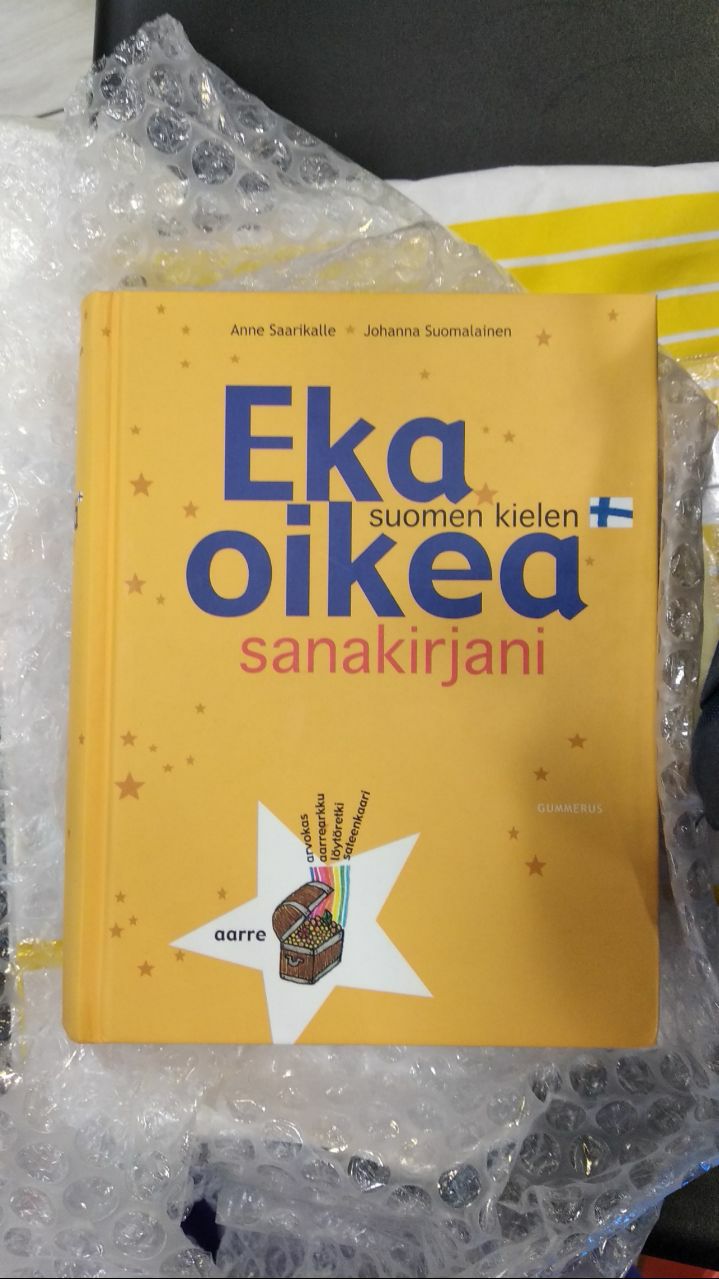 Anne Saarikalle ★ Johanna Suomalainen
Eka
suomen kielen
oikea
sanakirjani
GUMMERUS
arvokas
aarrearkku
löytöretki
sateenkaari
aarre